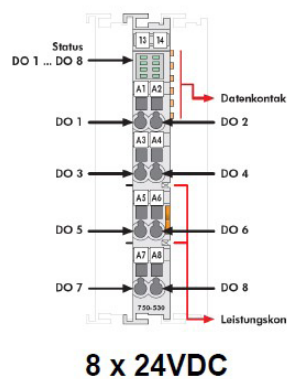 Status
DO 1 ... DO 8
13 14
A1 A2
Datenkontak
DO 1
DO 2
A3 A4
DO 3
DO 4
A5 A6
DO 5
DO 6
A7 A8
DO 7
DO 8
750-530
Leistungskon
8 x 24VDC